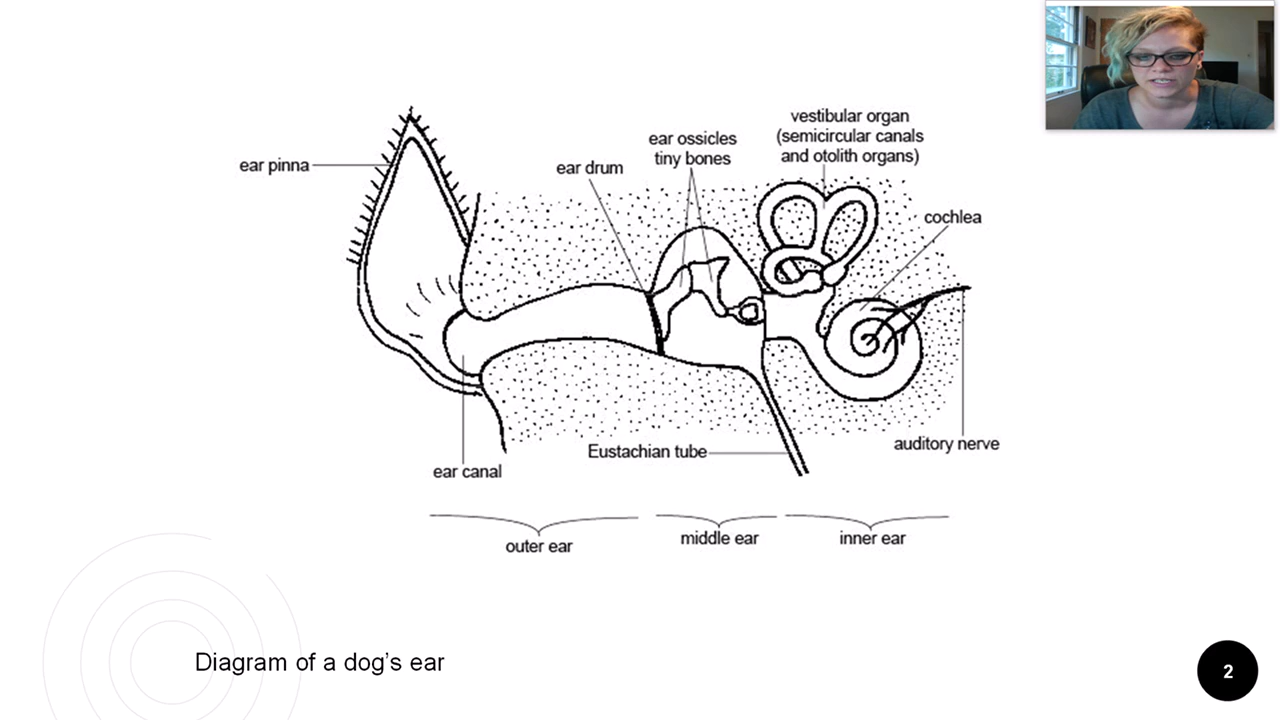 vestibular organ
(semicircular canals
and otolith organs)
ear ossicles
tiny bones
ear drum
ear pinna
cochlea
auditory nerve
Eustachian tube
ear canal
outer ear
middle ear
inner ear
Diagram of a dog’s ear
2